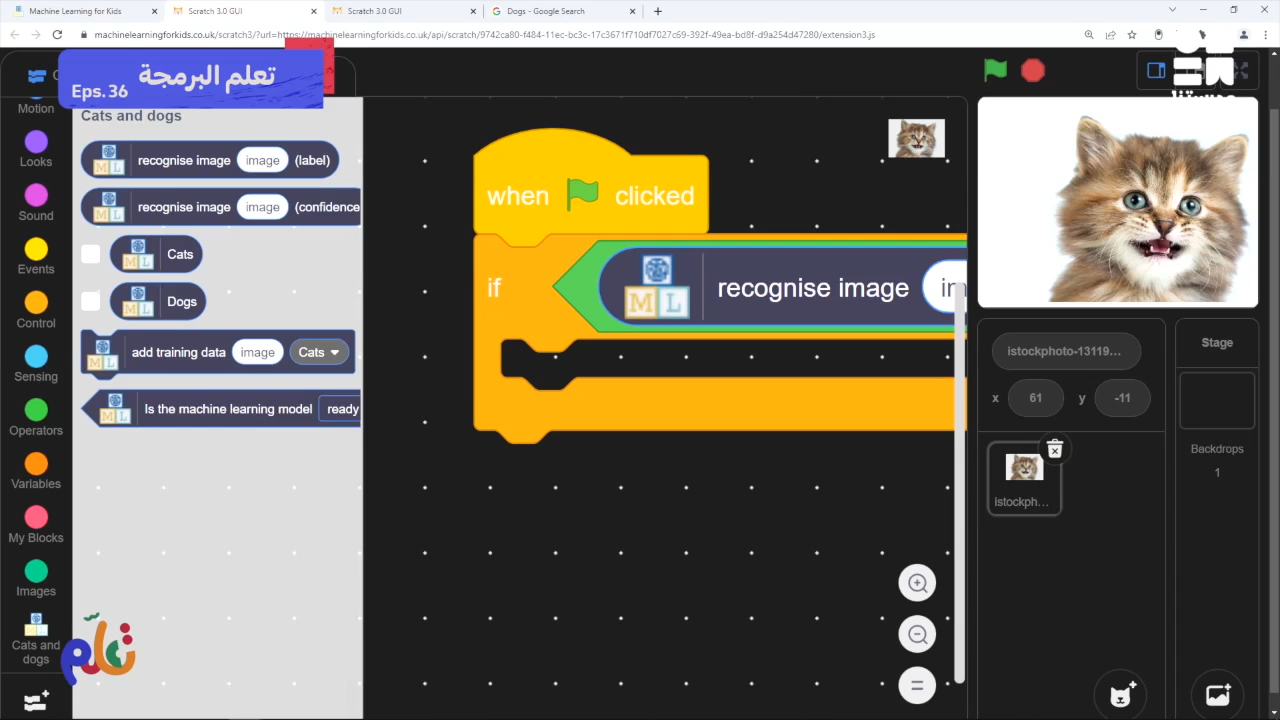 Machine Learning for Kids
Scratch 3.0 GUI
Scratch 3.0 GUI
Dogs - Google Search
machinelearningforkids.co.uk/scratch3/?url=https://machinelearningforkids.co.uk/api/scratch/9742ca80-f484-11ec-bc3c-17c3671f710df7027c69-392f-49ea-bd8f-d9a254d47280/extension3.js
تعلم البرمجة
Eps. 36
Motion
Looks
Sound
Events
Control
Sensing
Operators
Variables
My Blocks
Images
Cats and
dogs
Cats and dogs
recognise image image (label)
recognise image image (confidence
Cats
Dogs
add training data image Cats
Is the machine learning model ready
when clicked
if recognise image
istockphoto-13119...
x 61 y -11
istockph...
Stage
Backdrops
1
نتعلم